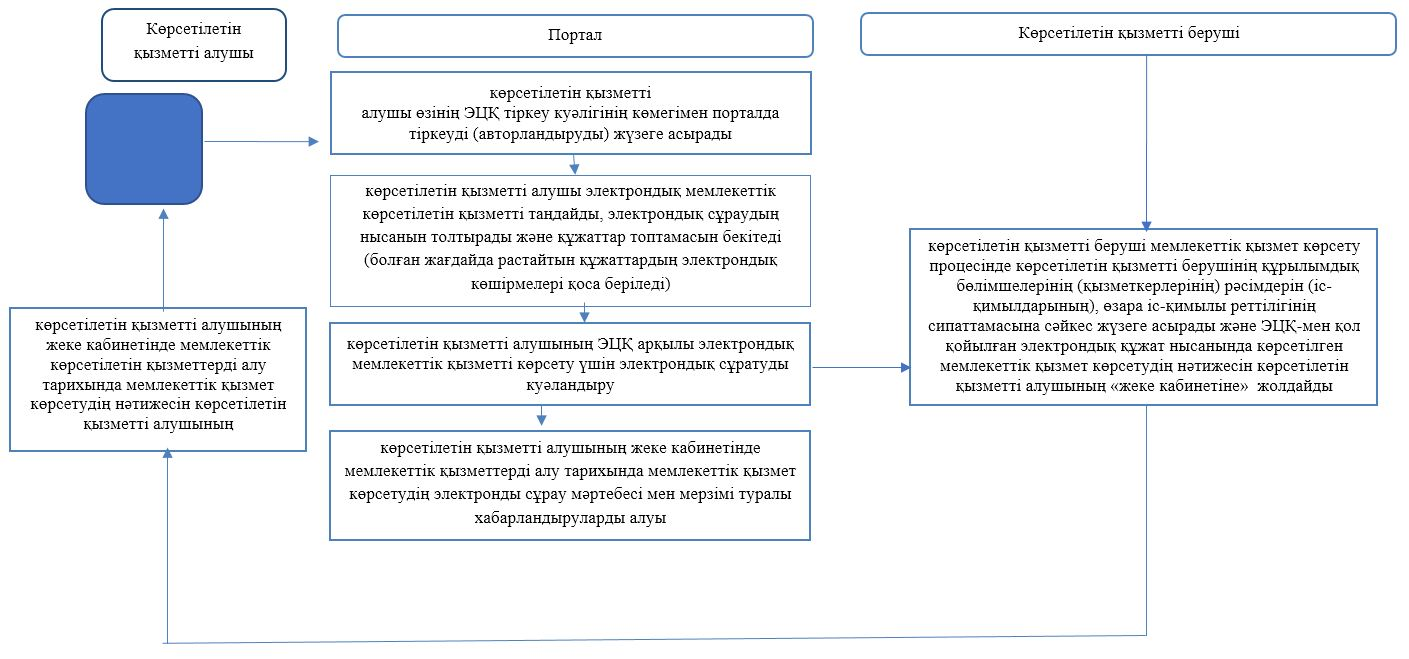 Көрсетілетін
қызметті алушы
Портал
Көрсетілетін қызметті беруші
көрсетілетін қызметті
алушы өзінің ЭЦҚ тіркеу куәлігінің көмегімен порталда
тіркеуді (авторландыруды) жүзеге асырады
көрсетілетін қызметті алушы электрондық мемлекеттік
көрсетілетін қызметті таңдайды, электрондық сұраудың
нысанын толтырады және құжаттар топтамасын бекітеді
(болған жағдайда растайтын құжаттардың электрондық
көшірмелері қоса беріледі)
көрсетілетін қызметті алушының ЭЦҚ арқылы электрондық
мемлекеттік қызметті көрсету үшін электрондық сұратуды
куәландыру
көрсетілетін қызметті алушының жеке кабинетінде
мемлекеттік қызметтерді алу тарихында мемлекеттік қызмет
көрсетудің электронды сұрау мәртебесі мен мерзімі туралы
хабарландыруларды алуы
көрсетілетін қызметті беруші мемлекеттік қызмет көрсету
процесінде көрсетілетін қызметті берушінің құрылымдық
бөлімшелерінің (қызметкерлерінің) рәсімдерін (іс-
қимылдарының), өзара іс-қимылы реттілігінің
сипаттамасына сәйкес жүзеге асырады және ЭЦҚ-мен қол
қойылған электрондық құжат нысанында көрсетілген
мемлекеттік қызмет көрсетудің нәтижесін көрсетілетін
қызметті алушының «жеке кабинетіне» жолдайды
көрсетілетін қызметті алушының
жеке кабинетінде мемлекеттік
көрсетілетін қызметтерді алу
тарихында мемлекеттік қызмет
көрсетудің нәтижесін көрсетілетін
қызметті алушының